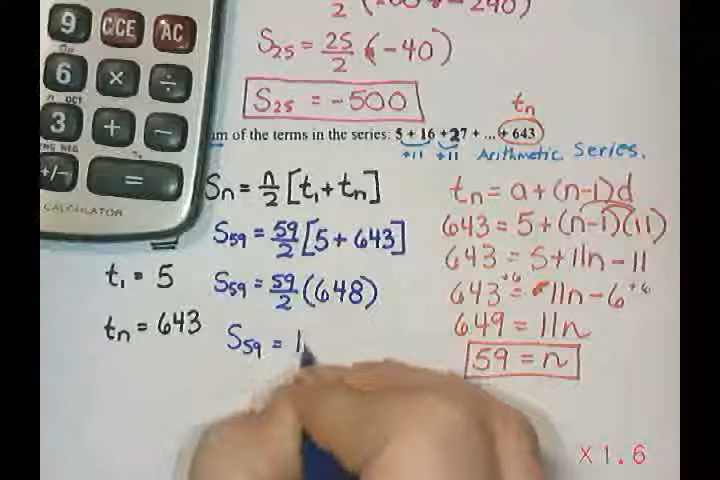 2
S₂₅ = 25/2 (-40)
S₂₅ = -500
9 C/CE AC
6 × ÷
3 + −
+/- =
CALCULATOR
tn
um of the terms in the series: 5 + 16 + 27 + ... + 643
+11 +11 Arithmetic Series.
Sn = n/2 [t₁ + tn]
S₅₉ = 59/2 [5 + 643]
t₁ = 5
S₅₉ = 59/2 (648)
tn = 643
S₅₉ = 1
tn = a + (n-1)d
643 = 5 + (n-1)(11)
643 = 5 + 11n - 11
643 +6 = 11n - 6 +6
649 = 11n
59 = n
X1.6